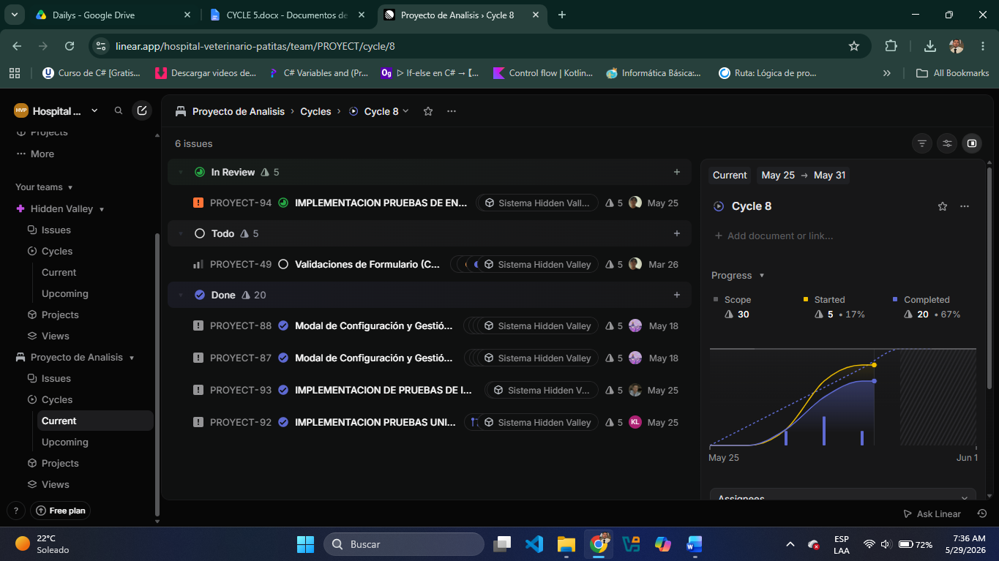 Dailys - Google Drive
CYCLE 5.docx - Documentos de
Proyecto de Analisis › Cycle 8
linear.app/hospital-veterinario-patitas/team/PROYECT/cycle/8
Curso de C# [Gratis...
Descargar videos de...
C# Variables and (Pr...
Og
▷ If-else en C# → [...
Control flow | Kotlin...
Informática Básica:...
Ruta: Lógica de pro...
»
All Bookmarks
HVP
Hospital ...
Projects
More
Your teams
Hidden Valley
Issues
Cycles
Current
Upcoming
Projects
Views
Proyecto de Analisis
Issues
Cycles
Current
Upcoming
Projects
Views
?
Free plan
Proyecto de Analisis › Cycles › Cycle 8
6 issues
In Review 5
PROYECT-94 IMPLEMENTACION PRUEBAS DE EN... Sistema Hidden Vall... 5 May 25
Todo 5
PROYECT-49 Validaciones de Formulario (C... Sistema Hidden Valley 5 Mar 26
Done 20
PROYECT-88 Modal de Configuración y Gestió... Sistema Hidden Valley 5 May 18
PROYECT-87 Modal de Configuración y Gestió... Sistema Hidden Valley 5 May 18
PROYECT-93 IMPLEMENTACION DE PRUEBAS DE I... Sistema Hidden V... 5 May 25
PROYECT-92 IMPLEMENTACION PRUEBAS UNI... Sistema Hidden Valley 5 KL May 25
Current May 25 → May 31
Cycle 8
+ Add document or link...
Progress
Scope Started Completed
30 5 • 17% 20 • 67%
May 25 Jun 1
Assignees
Ask Linear
22°C
Soleado
Buscar
ESP
LAA
72%
7:36 AM
5/29/2026